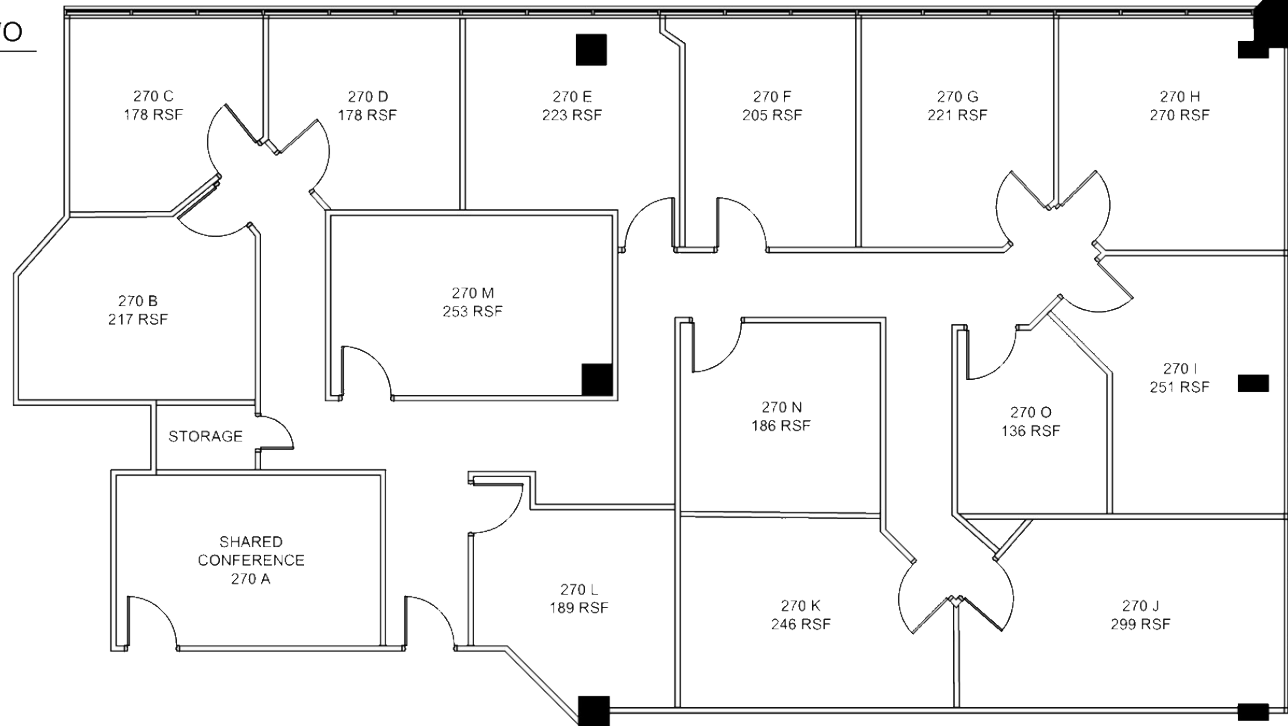 270 C
178 RSF
270 D
178 RSF
270 E
223 RSF
270 F
205 RSF
270 G
221 RSF
270 H
270 RSF
270 B
217 RSF
270 M
253 RSF
270 I
251 RSF
270 N
186 RSF
270 O
136 RSF
STORAGE
SHARED
CONFERENCE
270 A
270 L
189 RSF
270 K
246 RSF
270 J
299 RSF